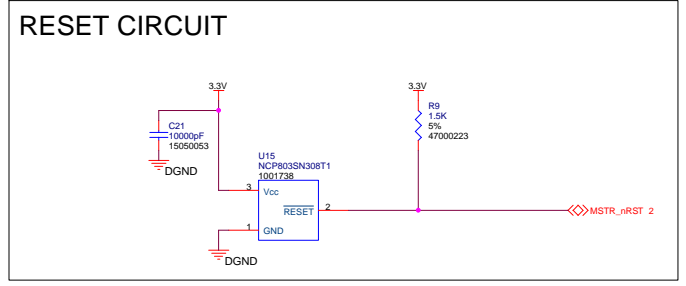 RESET CIRCUIT
3.3V
3.3V
C21
10000pF
15050053
DGND
R9
1.5K
5%
47000223
U15
NCP803SN308T1
1001738
3 Vcc
RESET 2
1 GND
DGND
MSTR_nRST 2